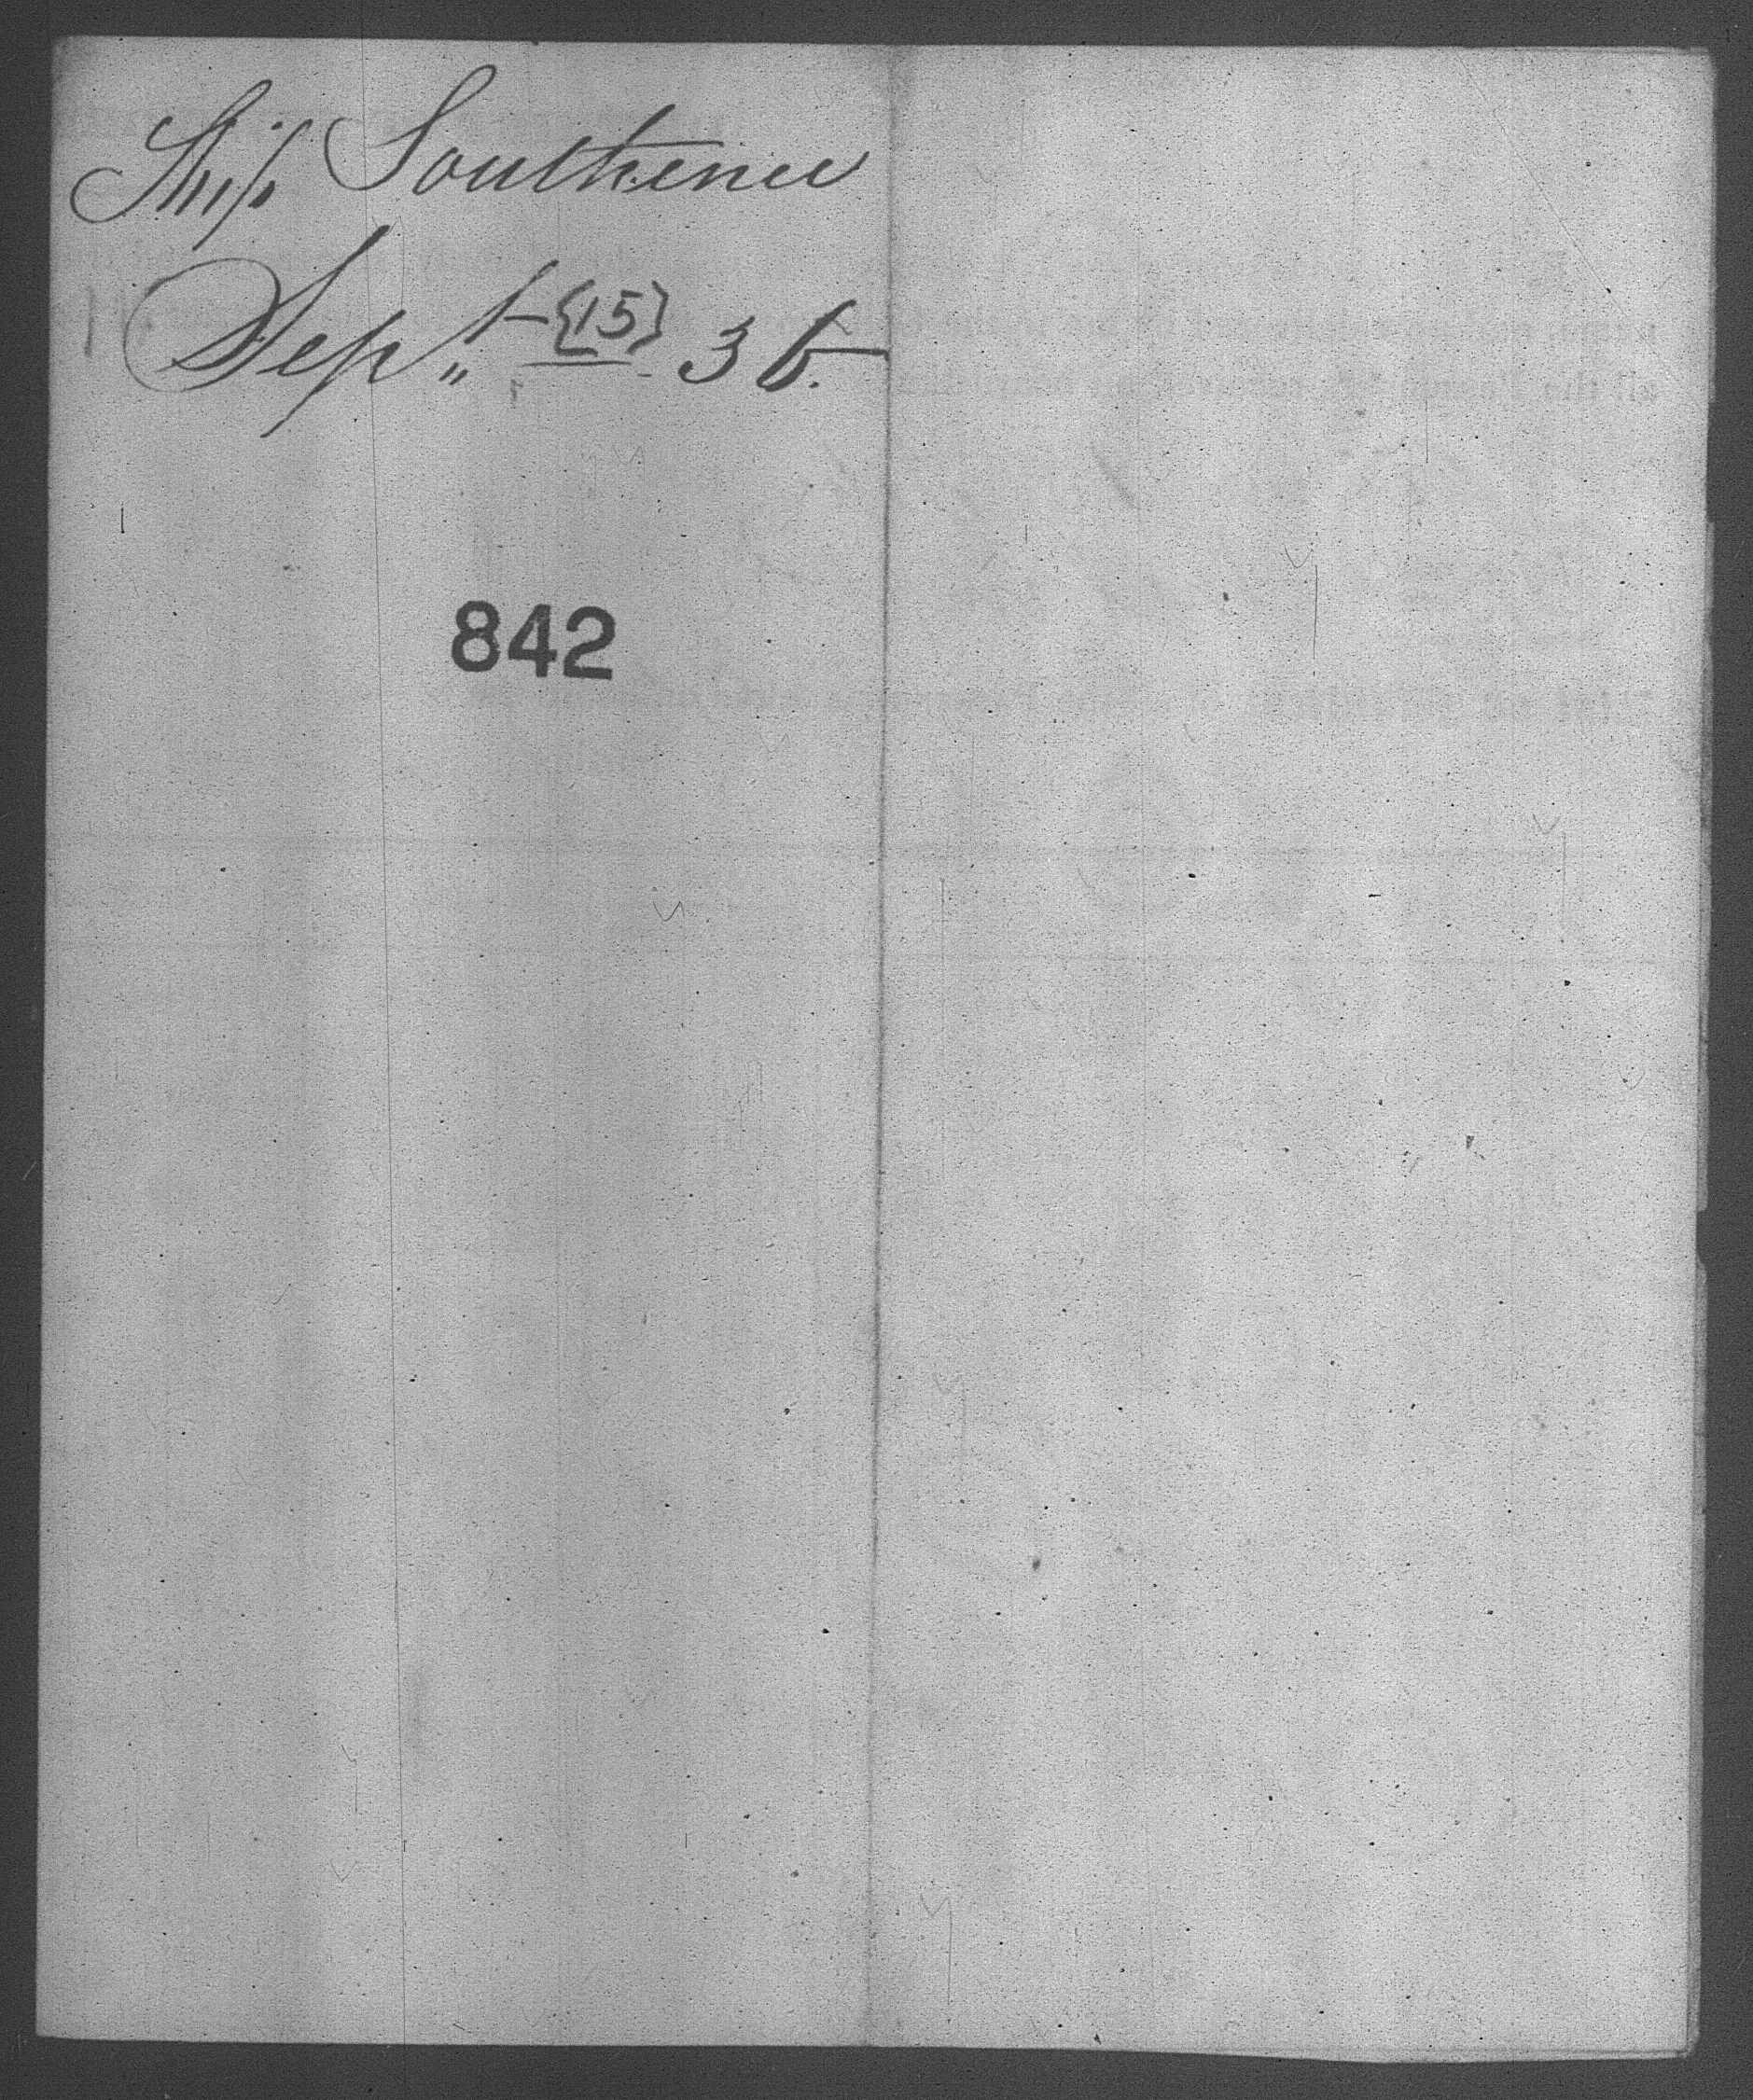 Ship Southerner
Sept {15} 36.
842